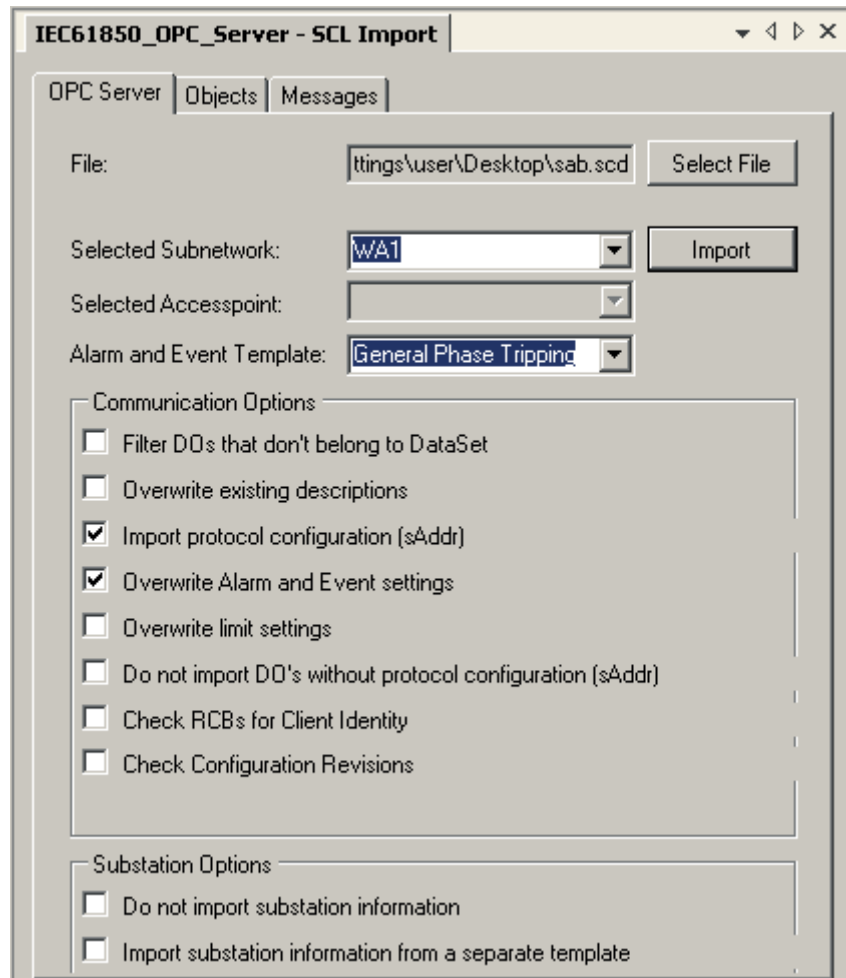 IEC61850_OPC_Server - SCL Import
OPC Server Objects Messages
File: ttings\user\Desktop\sab.scd Select File
Selected Subnetwork: WA1 Import
Selected Accesspoint:
Alarm and Event Template: General Phase Tripping
Communication Options
Filter DOs that don't belong to DataSet
Overwrite existing descriptions
Import protocol configuration (sAddr)
Overwrite Alarm and Event settings
Overwrite limit settings
Do not import DO's without protocol configuration (sAddr)
Check RCBs for Client Identity
Check Configuration Revisions
Substation Options
Do not import substation information
Import substation information from a separate template